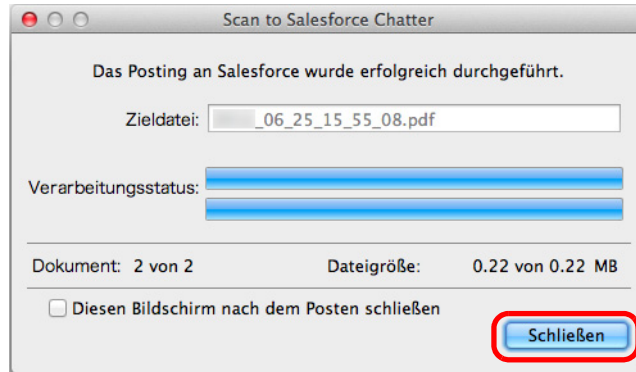 Scan to Salesforce Chatter
Das Posting an Salesforce wurde erfolgreich durchgeführt.
Zieldatei: _06_25_15_55_08.pdf
Verarbeitungsstatus:
Dokument: 2 von 2 Dateigröße: 0.22 von 0.22 MB
Diesen Bildschirm nach dem Posten schließen
Schließen